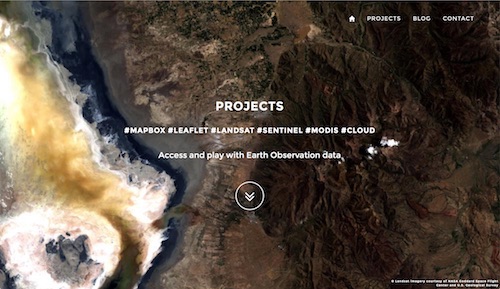 PROJECTS BLOG CONTACT
PROJECTS
#MAPBOX #LEAFLET #LANDSAT #SENTINEL #MODIS #CLOUD
Access and play with Earth Observation data
© Landsat imagery courtesy of NASA Goddard Space Flight
Center and U.S. Geological Survey